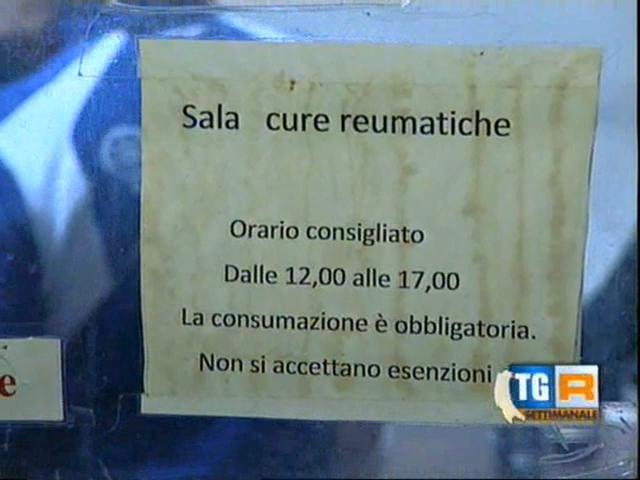 Sala cure reumatiche
Orario consigliato
Dalle 12,00 alle 17,00
La consumazione è obbligatoria.
Non si accettano esenzioni
e
TGR
SETTIMANALE